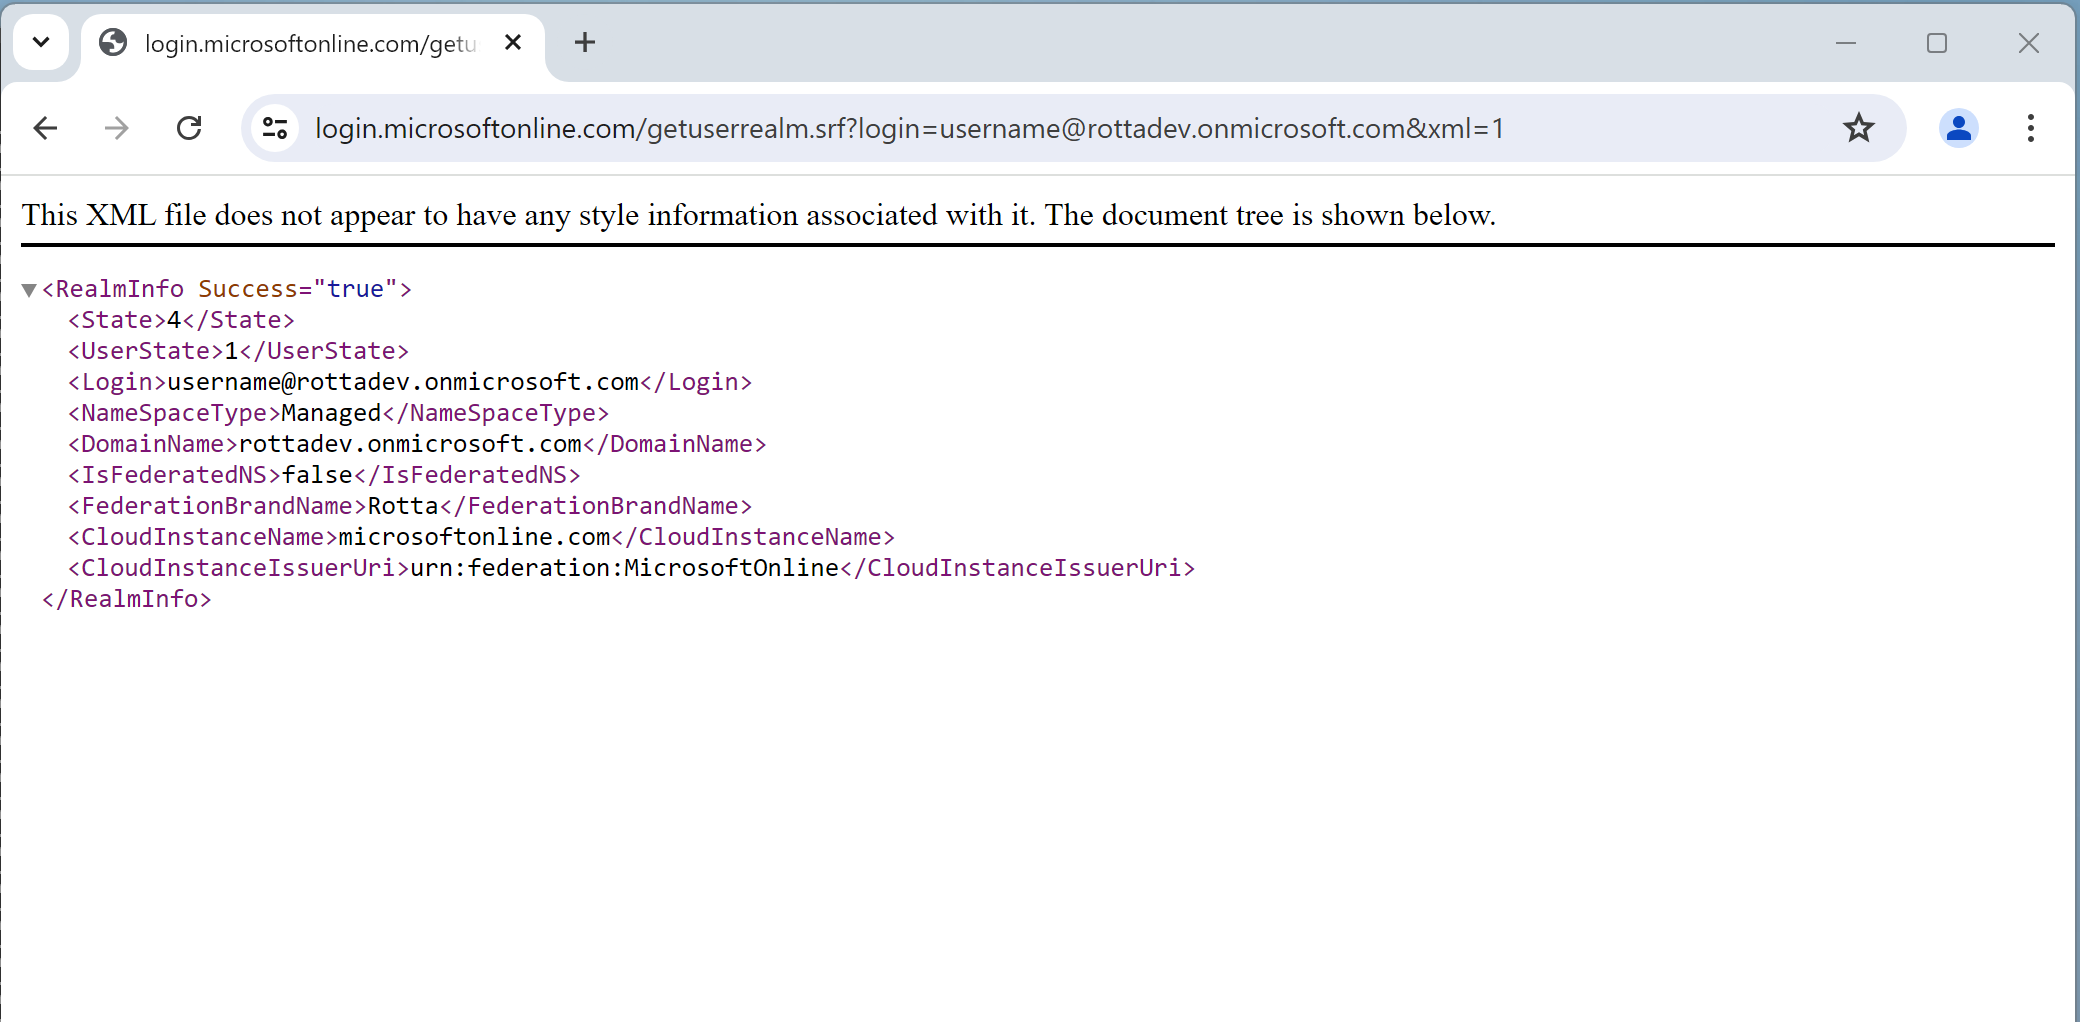 login.microsoftonline.com/getu
login.microsoftonline.com/getuserrealm.srf?login=username@rottadev.onmicrosoft.com&xml=1
This XML file does not appear to have any style information associated with it. The document tree is shown below.
<RealmInfo Success="true">
<State>4</State>
<UserState>1</UserState>
<Login>username@rottadev.onmicrosoft.com</Login>
<NameSpaceType>Managed</NameSpaceType>
<DomainName>rottadev.onmicrosoft.com</DomainName>
<IsFederatedNS>false</IsFederatedNS>
<FederationBrandName>Rotta</FederationBrandName>
<CloudInstanceName>microsoftonline.com</CloudInstanceName>
<CloudInstanceIssuerUri>urn:federation:MicrosoftOnline</CloudInstanceIssuerUri>
</RealmInfo>